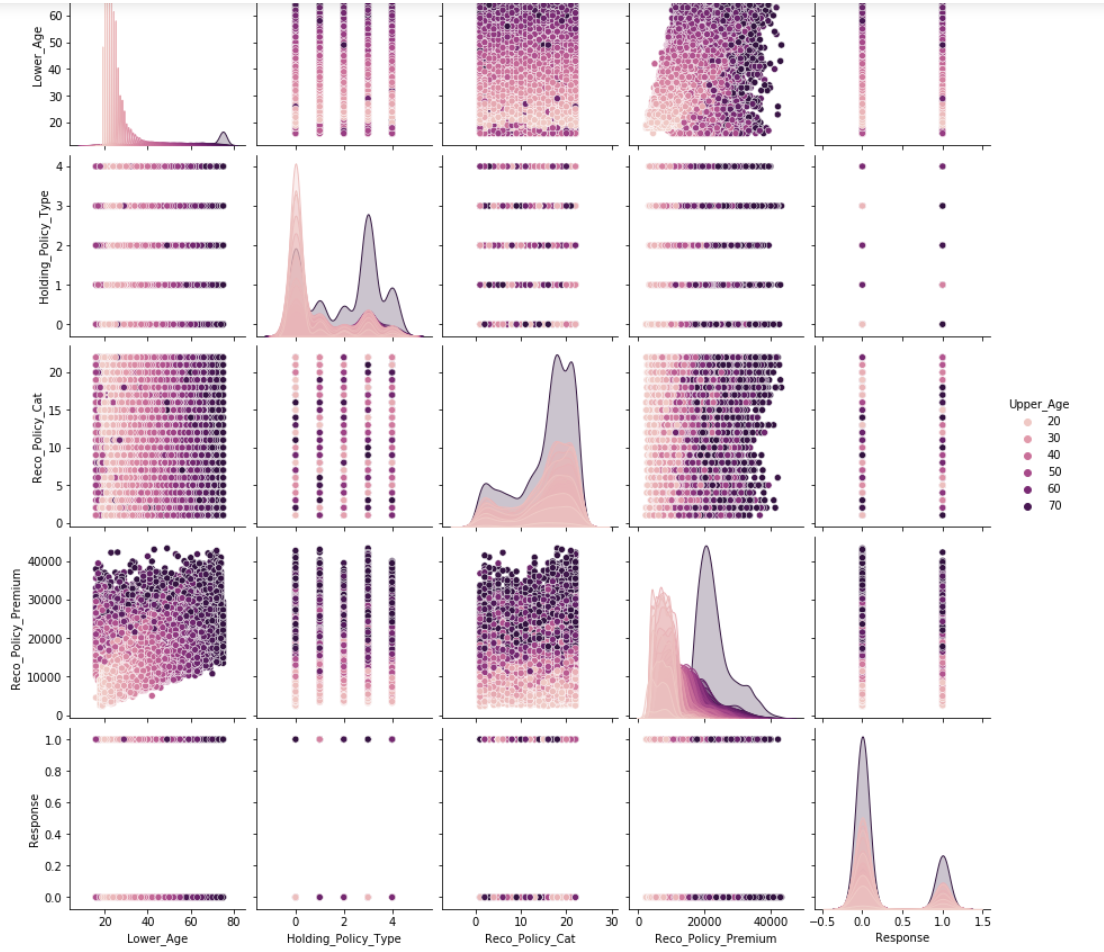 Lower_Age
60
50
40
30
20
Holding_Policy_Type
4
3
2
1
0
Reco_Policy_Cat
20
15
10
5
0
Upper_Age
20
30
40
50
60
70
Reco_Policy_Premium
40000
30000
20000
10000
0
Response
1.0
0.8
0.6
0.4
0.2
0.0
20 40 60 80
0 2 4
0 10 20 30
0 20000 40000
−0.5 0.0 0.5 1.0 1.5
Lower_Age
Holding_Policy_Type
Reco_Policy_Cat
Reco_Policy_Premium
Response